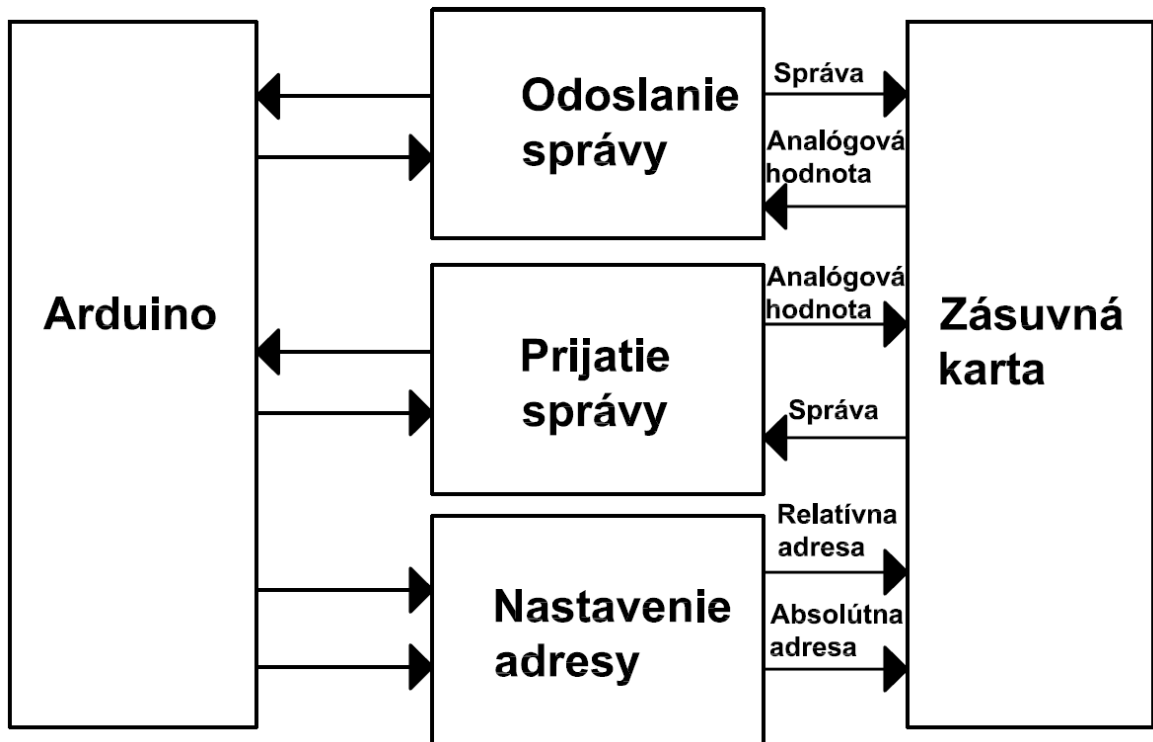 Arduino
Odoslanie
správy
Správa
Analógová
hodnota
Prijatie
správy
Analógová
hodnota
Správa
Nastavenie
adresy
Relatívna
adresa
Absolútna
adresa
Zásuvná
karta